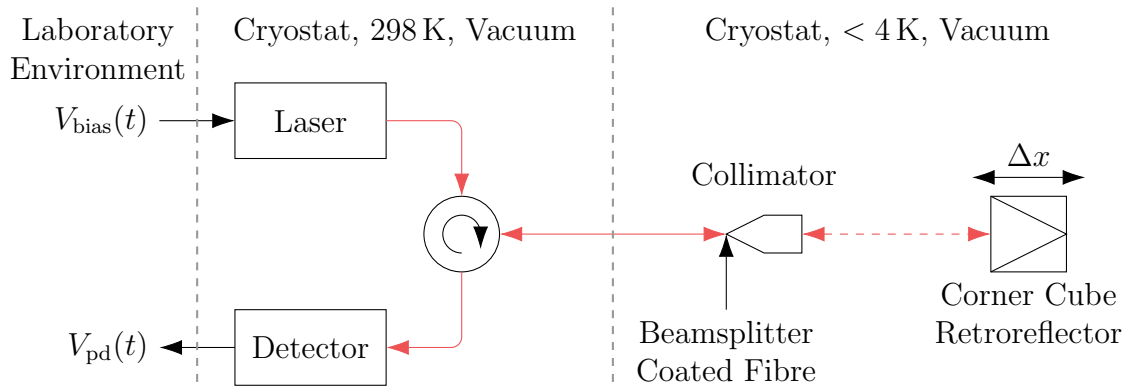 Laboratory
Environment
Cryostat, 298 K, Vacuum
Cryostat, < 4 K, Vacuum
V_bias(t)
Laser
Collimator
Δx
V_pd(t)
Detector
Beamsplitter
Coated Fibre
Corner Cube
Retroreflector